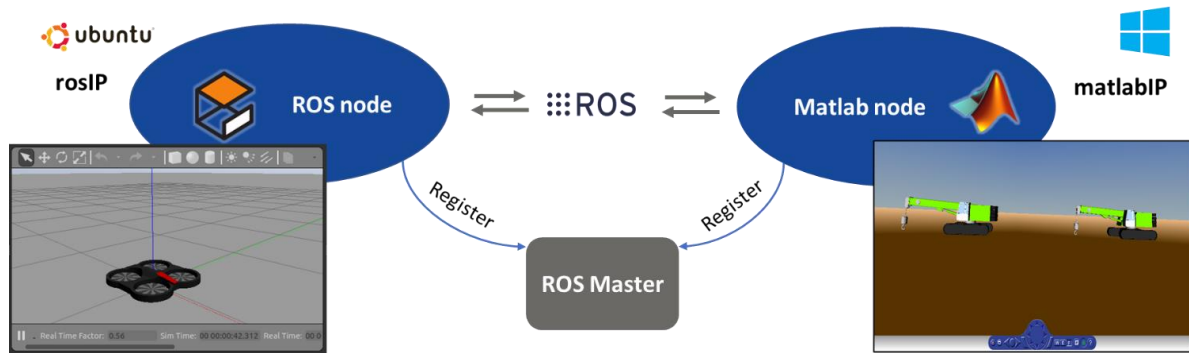 ubuntu
rosIP
ROS node
ROS
Matlab node
matlabIP
Register
Register
ROS Master
Real Time Factor: 0.56 Sim Time: 00 00:00:42.312 Real Time: 00 0